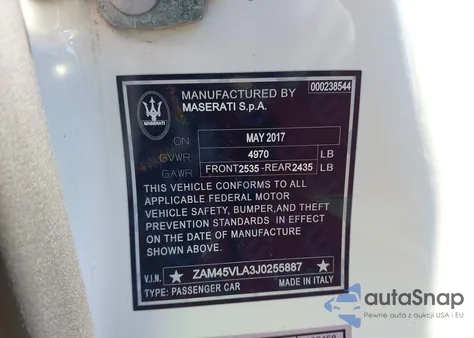 MANUFACTURED BY 000238544
MASERATI S.p.A.
MASERATI
ON MAY 2017
GVWR 4970 LB
GAWR FRONT2535-REAR2435 LB
THIS VEHICLE CONFORMS TO ALL
APPLICABLE FEDERAL MOTOR
VEHICLE SAFETY, BUMPER,AND THEFT
PREVENTION STANDARDS IN EFFECT
ON THE DATE OF MANUFACTURE
SHOWN ABOVE.
V.I.N. ★ ZAM45VLA3J0255887 ★
TYPE: PASSENGER CAR MADE IN ITALY
autoSnap
Pewne auta z aukcji USA i EU